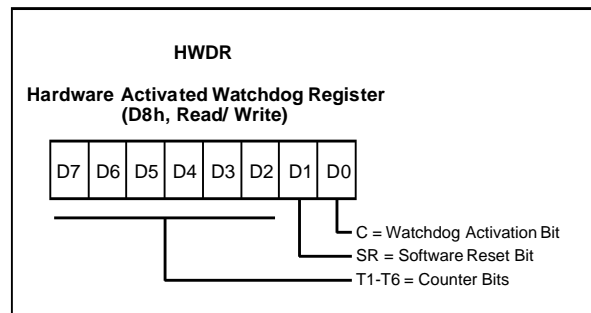 HWDR
Hardware Activated Watchdog Register
(D8h, Read/ Write)
D7 D6 D5 D4 D3 D2 D1 D0
C = Watchdog Activation Bit
SR = Software Reset Bit
T1-T6 = Counter Bits